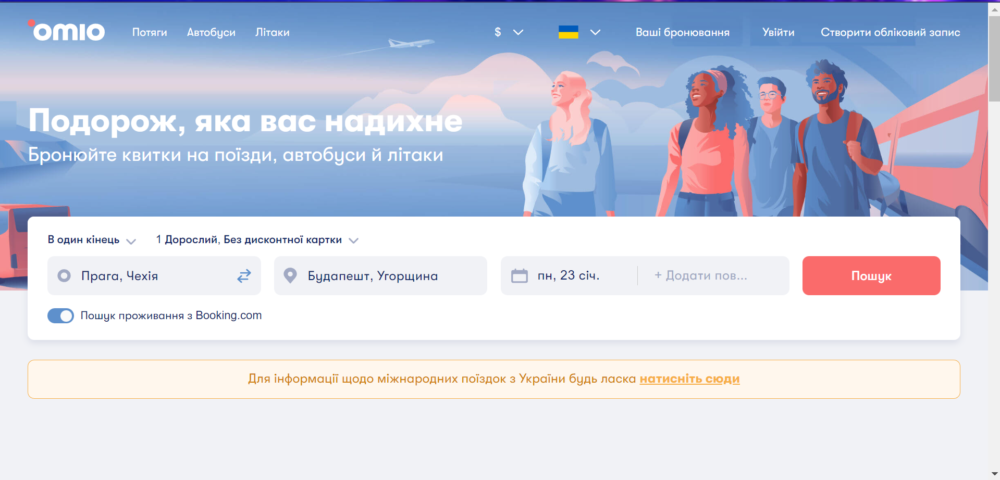 omio
Потяги
Автобуси
Літаки
$
Ваші бронювання
Увійти
Створити обліковий запис
Подорож, яка вас надихне
Бронюйте квитки на поїзди, автобуси й літаки
В один кінець
1 Дорослий, Без дисконтної картки
Прага, Чехія
Будапешт, Угорщина
пн, 23 січ.
+ Додати пов...
Пошук
Пошук проживання з Booking.com
Для інформації щодо міжнародних поїздок з України будь ласка натисніть сюди